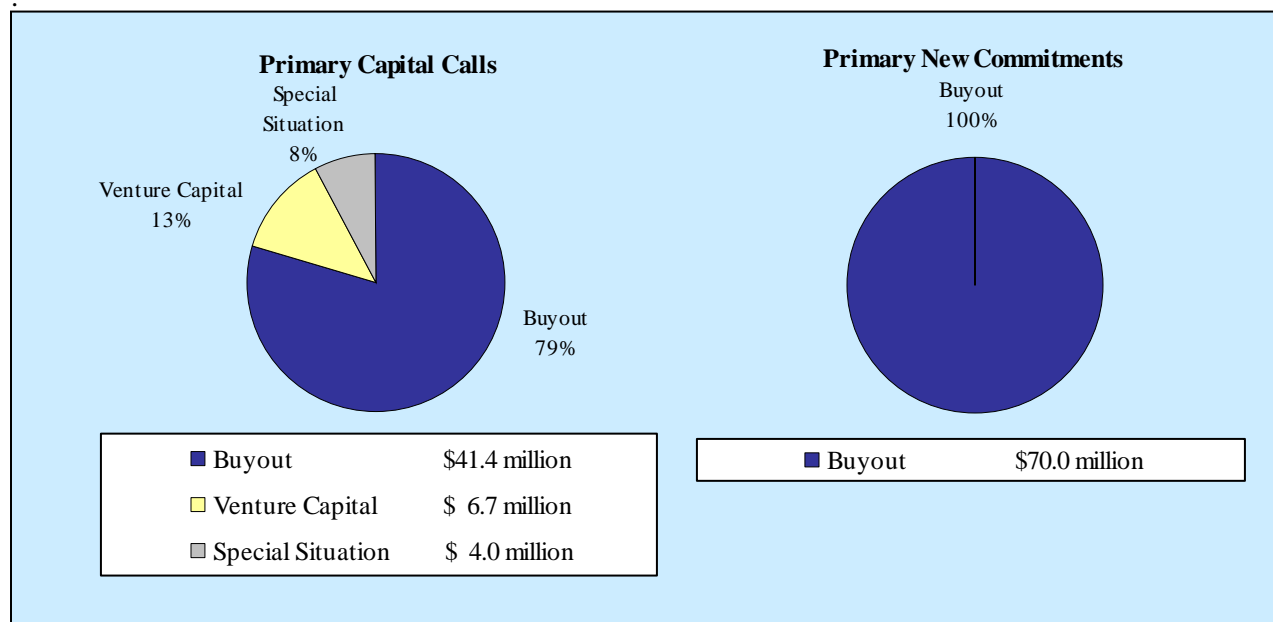 .
Primary Capital Calls
Special
Situation
8%
Venture Capital
13%
Buyout
79%
Buyout $41.4 million
Venture Capital $ 6.7 million
Special Situation $ 4.0 million
Primary New Commitments
Buyout
100%
Buyout $70.0 million